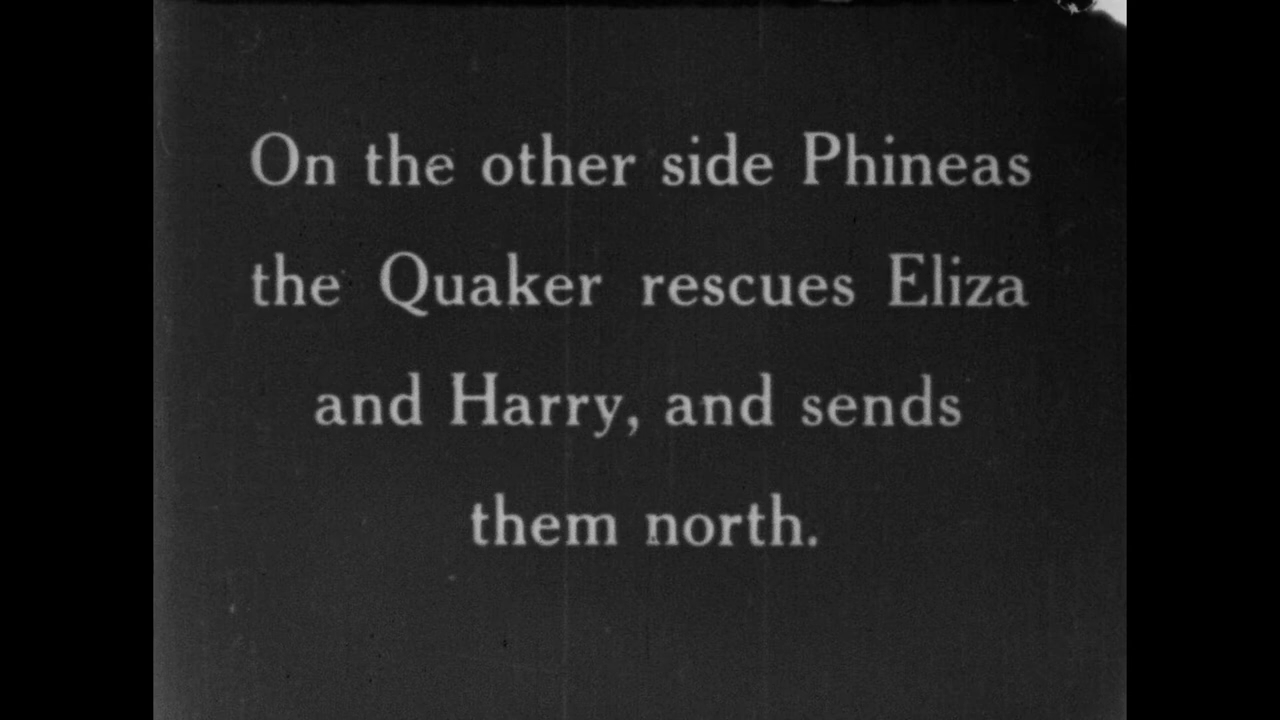 On the other side Phineas
the Quaker rescues Eliza
and Harry, and sends
them north.